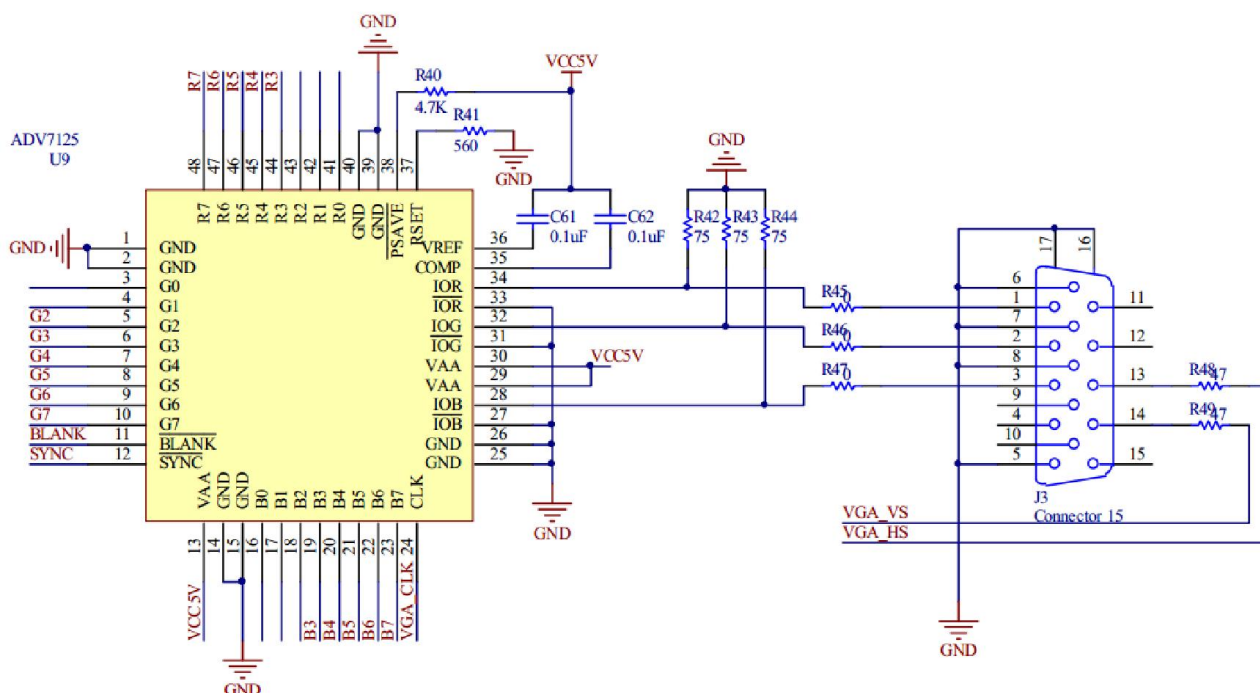 GND
VCC5V
R7
R6
R5
R4
R3
R40
4.7K
R41
560
GND
ADV7125
U9
48
47
46
45
44
43
42
41
40
39
38
37
R7
R6
R5
R4
R3
R2
R1
R0
GND
GND
PSAVE
RSET
C61
0.1uF
C62
0.1uF
GND
R42
75
R43
75
R44
75
GND
1 GND
2 GND
3 G0
4 G1
G2 5 G2
G3 6 G3
G4 7 G4
G5 8 G5
G6 9 G6
G7 10 G7
BLANK 11 BLANK
SYNC 12 SYNC
VREF 36
COMP 35
IOR 34
IOR 33
IOG 32
IOG 31
VAA 30
VAA 29
IOB 28
IOB 27
GND 26
GND 25
VCC5V
GND
VAA
GND
GND
B0
B1
B2
B3
B4
B5
B6
B7
CLK
13
14
15
16
17
18
19
20
21
22
23
24
VCC5V
B3
B4
B5
B6
B7
VGA_CLK
GND
R45
0
R46
0
R47
0
17
16
6
1
7
2
8
3
9
4
10
5
11
12
13
14
15
R48
47
R49
47
J3
Connector 15
VGA_VS
VGA_HS
GND